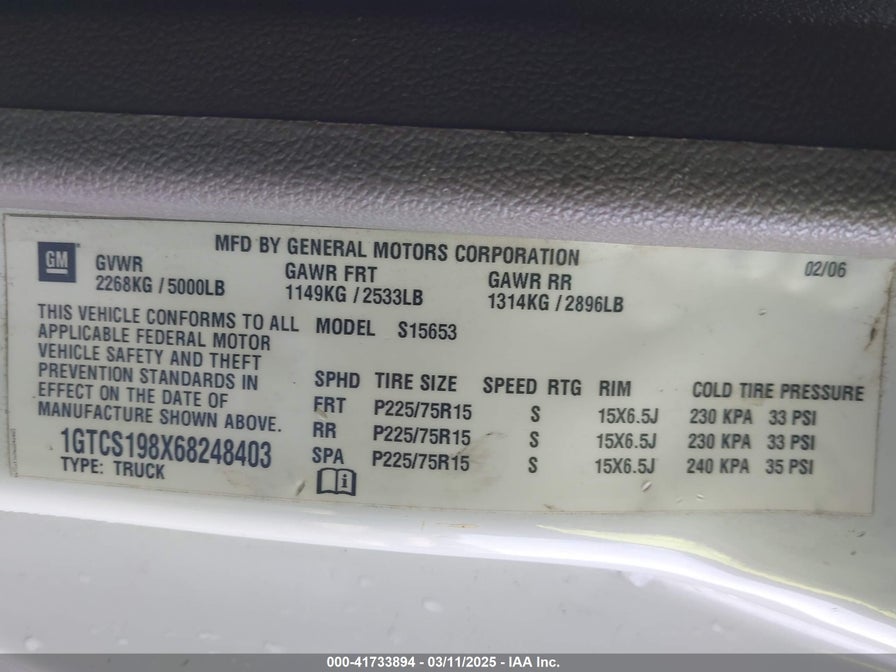 MFD BY GENERAL MOTORS CORPORATION 02/06
GM
GVWR GAWR FRT GAWR RR
2268KG / 5000LB 1149KG / 2533LB 1314KG / 2896LB
THIS VEHICLE CONFORMS TO ALL
APPLICABLE FEDERAL MOTOR
VEHICLE SAFETY AND THEFT
PREVENTION STANDARDS IN
EFFECT ON THE DATE OF
MANUFACTURE SHOWN ABOVE.
1GTCS198X68248403
TYPE: TRUCK
MODEL S15653
SPHD TIRE SIZE SPEED RTG RIM COLD TIRE PRESSURE
FRT P225/75R15 S 15X6.5J 230 KPA 33 PSI
RR P225/75R15 S 15X6.5J 230 KPA 33 PSI
SPA P225/75R15 S 15X6.5J 240 KPA 35 PSI
000-41733894 - 03/11/2025 - IAA Inc.